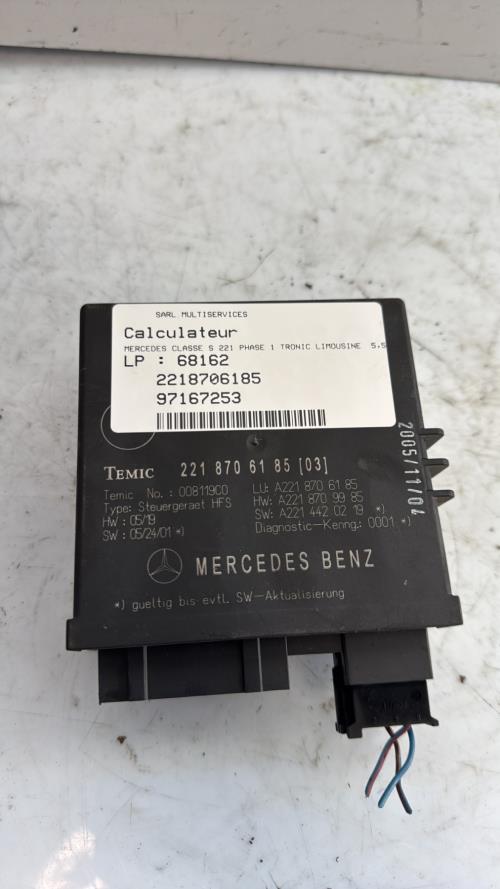 SARL MULTISERVICES
Calculateur
MERCEDES CLASSE S 221 PHASE 1 TRONIC LIMOUSINE 5,5
LP : 68162
2218706185
97167253
TEMIC 221 870 61 85 [03]
Temic No. : 008119C0 LU: A221 870 61 85
Type: Steuergeraet HFS HW: A221 870 99 85
HW : 05/19 SW: A221 442 02 19 *)
SW : 05/24/01 *) Diagnostic-Kenng.: 0001 *)
MERCEDES BENZ
*) gueltig bis evtl. SW-Aktualisierung
2005/11/04